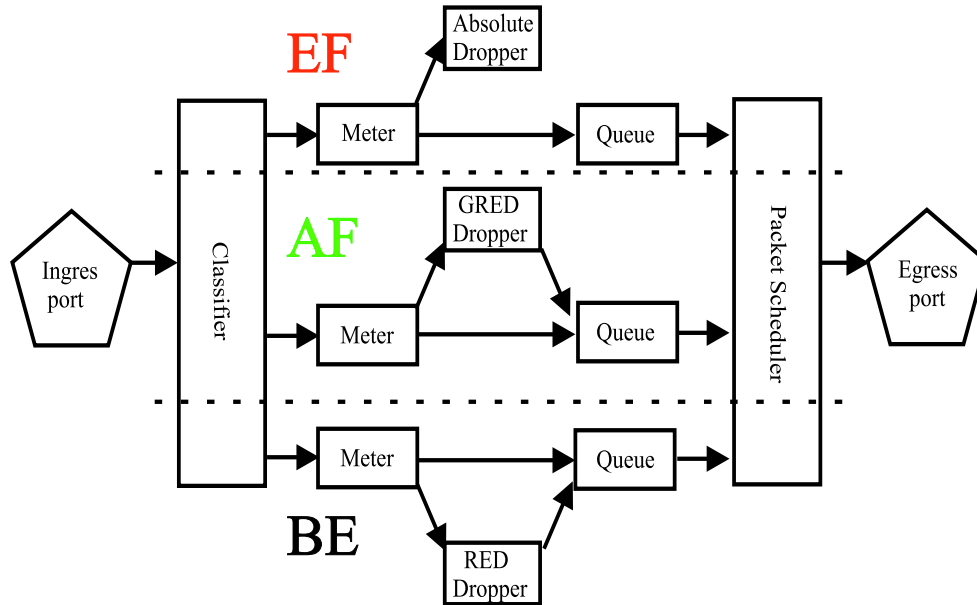 EF
Absolute
Dropper
Meter
Queue
AF
GRED
Dropper
Ingres
port
Classifier
Meter
Queue
Packet Scheduler
Egress
port
Meter
Queue
BE
RED
Dropper